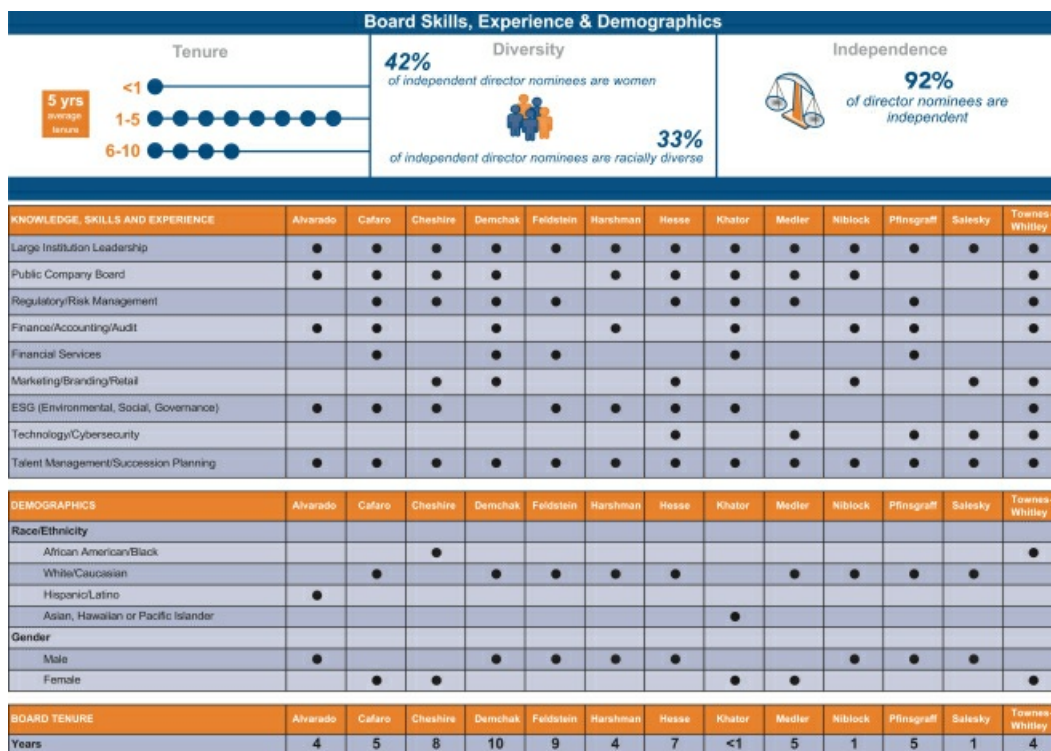 Board Skills, Experience & Demographics
Tenure
5 yrs
average
tenure
<1
1-5
6-10
Diversity
42%
of independent director nominees are women
33%
of independent director nominees are racially diverse
Independence
92%
of director nominees are
independent
KNOWLEDGE, SKILLS AND EXPERIENCE Alvarado Cafaro Cheshire Demchak Feldstein Harshman Hesse Khator Medler Niblock Pfinsgraff Salesky Townes-Whitley
Large Institution Leadership ● ● ● ● ● ● ● ● ● ● ● ● ●
Public Company Board ● ● ● ● ● ● ● ● ● ●
Regulatory/Risk Management ● ● ● ● ● ● ● ● ●
Finance/Accounting/Audit ● ● ● ● ● ● ● ●
Financial Services ● ● ● ● ●
Marketing/Branding/Retail ● ● ● ● ● ●
ESG (Environmental, Social, Governance) ● ● ● ● ● ● ● ●
Technology/Cybersecurity ● ● ● ● ●
Talent Management/Succession Planning ● ● ● ● ● ● ● ● ● ● ● ● ●
DEMOGRAPHICS Alvarado Cafaro Cheshire Demchak Feldstein Harshman Hesse Khator Medler Niblock Pfinsgraff Salesky Townes-Whitley
Race/Ethnicity
African American/Black ● ●
White/Caucasian ● ● ● ● ● ● ● ● ●
Hispanic/Latino ●
Asian, Hawaiian or Pacific Islander ●
Gender
Male ● ● ● ● ● ● ● ●
Female ● ● ● ● ●
BOARD TENURE Alvarado Cafaro Cheshire Demchak Feldstein Harshman Hesse Khator Medler Niblock Pfinsgraff Salesky Townes-Whitley
Years 4 5 8 10 9 4 7 <1 5 1 5 1 4